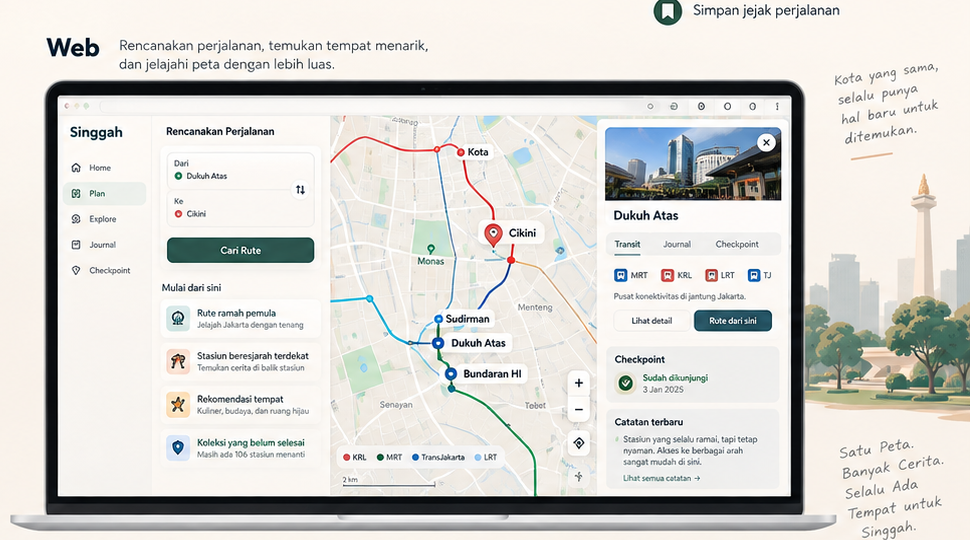 Simpan jejak perjalanan
Web
Rencanakan perjalanan, temukan tempat menarik,
dan jelajahi peta dengan lebih luas.
Kota yang sama,
selalu punya
hal baru untuk
ditemukan.
Singgah
Home
Plan
Explore
Journal
Checkpoint
Rencanakan Perjalanan
Dari
Dukuh Atas
Ke
Cikini
Cari Rute
Mulai dari sini
Rute ramah pemula
Jelajah Jakarta dengan tenang
Stasiun beresjarah terdekat
Temukan cerita di balik stasiun
Rekomendasi tempat
Kuliner, budaya, dan ruang hijau
Koleksi yang belum selesai
Masih ada 106 stasiun menanti
Kota
Cikini
Monas
Menteng
Sudirman
Dukuh Atas
Bundaran HI
Senayan
Tebet
KRL
MRT
TransJakarta
LRT
2 km
Dukuh Atas
Transit
Journal
Checkpoint
MRT
KRL
LRT
TJ
Pusat konektivitas di jantung Jakarta.
Lihat detail
Rute dari sini
Checkpoint
Sudah dikunjungi
3 Jan 2025
Catatan terbaru
Stasiun yang selalu ramai, tapi tetap
nyaman. Akses ke berbagai arah
sangat mudah di sini.
Lihat semua catatan →
Satu Peta.
Banyak Cerita.
Selalu Ada
Tempat untuk
Singgah.